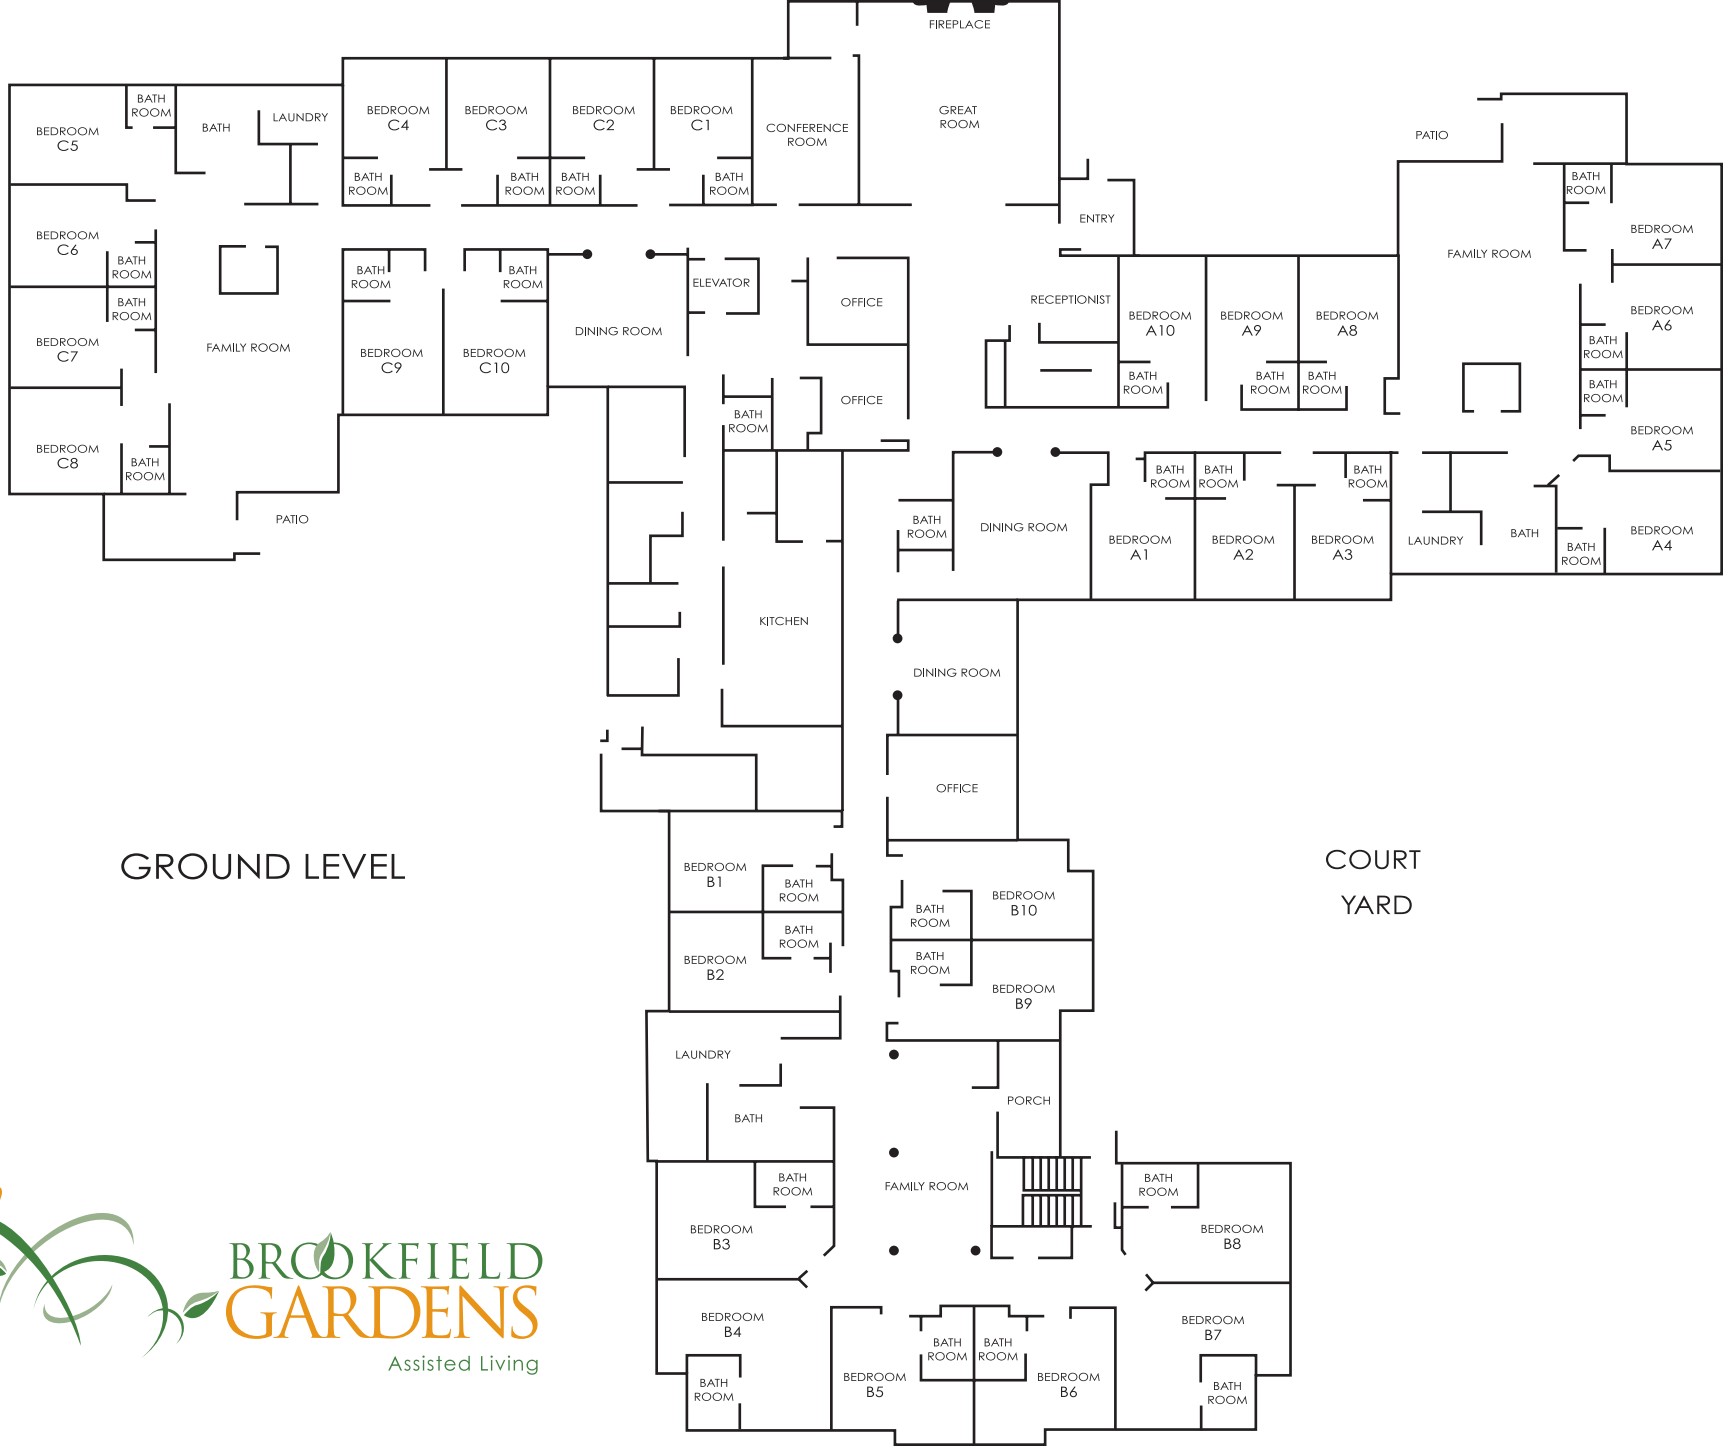 FIREPLACE
GREAT
ROOM
CONFERENCE
ROOM
ENTRY
RECEPTIONIST
BEDROOM
C5
BATH
ROOM
BATH
LAUNDRY
BEDROOM
C4
BATH
ROOM
BEDROOM
C3
BATH
ROOM
BEDROOM
C2
BATH
ROOM
BEDROOM
C1
BATH
ROOM
BEDROOM
C6
BATH
ROOM
BATH
ROOM
BEDROOM
C7
FAMILY ROOM
BEDROOM
C8
BATH
ROOM
PATIO
BATH
ROOM
BEDROOM
C9
BATH
ROOM
BEDROOM
C10
DINING ROOM
ELEVATOR
OFFICE
OFFICE
BATH
ROOM
KITCHEN
BEDROOM
A10
BATH
ROOM
BEDROOM
A9
BATH
ROOM
BEDROOM
A8
BATH
ROOM
PATIO
FAMILY ROOM
BATH
ROOM
BEDROOM
A7
BEDROOM
A6
BATH
ROOM
BATH
ROOM
BEDROOM
A5
BEDROOM
A4
BATH
ROOM
BATH
LAUNDRY
BATH
ROOM
BEDROOM
A3
BATH
ROOM
BEDROOM
A2
BATH
ROOM
BEDROOM
A1
DINING ROOM
BATH
ROOM
DINING ROOM
OFFICE
GROUND LEVEL
COURT
YARD
BEDROOM
B1
BATH
ROOM
BATH
ROOM
BEDROOM
B2
BATH
ROOM
BEDROOM
B10
BATH
ROOM
BEDROOM
B9
LAUNDRY
BATH
PORCH
FAMILY ROOM
BATH
ROOM
BEDROOM
B3
BEDROOM
B4
BATH
ROOM
BEDROOM
B5
BATH
ROOM
BATH
ROOM
BEDROOM
B6
BATH
ROOM
BEDROOM
B8
BEDROOM
B7
BATH
ROOM
BROOKFIELD
GARDENS
Assisted Living